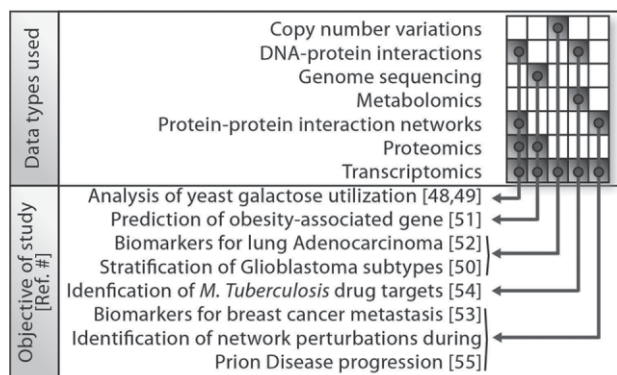 Data types used
Copy number variations
DNA-protein interactions
Genome sequencing
Metabolomics
Protein-protein interaction networks
Proteomics
Transcriptomics
Objective of study
[Ref. #]
Analysis of yeast galactose utilization [48,49]
Prediction of obesity-associated gene [51]
Biomarkers for lung Adenocarcinoma [52]
Stratification of Glioblastoma subtypes [50]
Idenfication of M. Tuberculosis drug targets [54]
Biomarkers for breast cancer metastasis [53]
Identification of network perturbations during
Prion Disease progression [55]